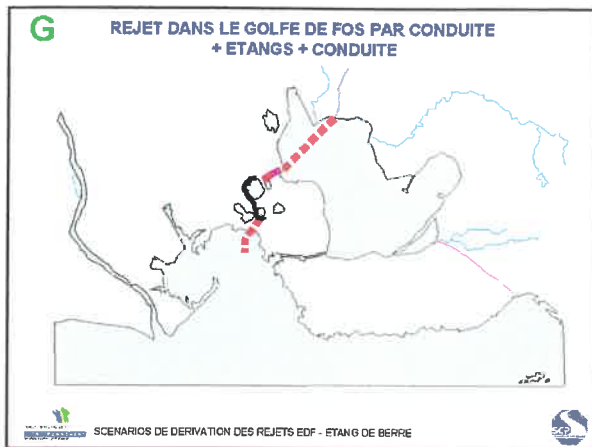 G
REJET DANS LE GOLFE DE FOS PAR CONDUITE
+ ETANGS + CONDUITE
SCENARIOS DE DERIVATION DES REJETS EDF - ETANG DE BERRE
SCP